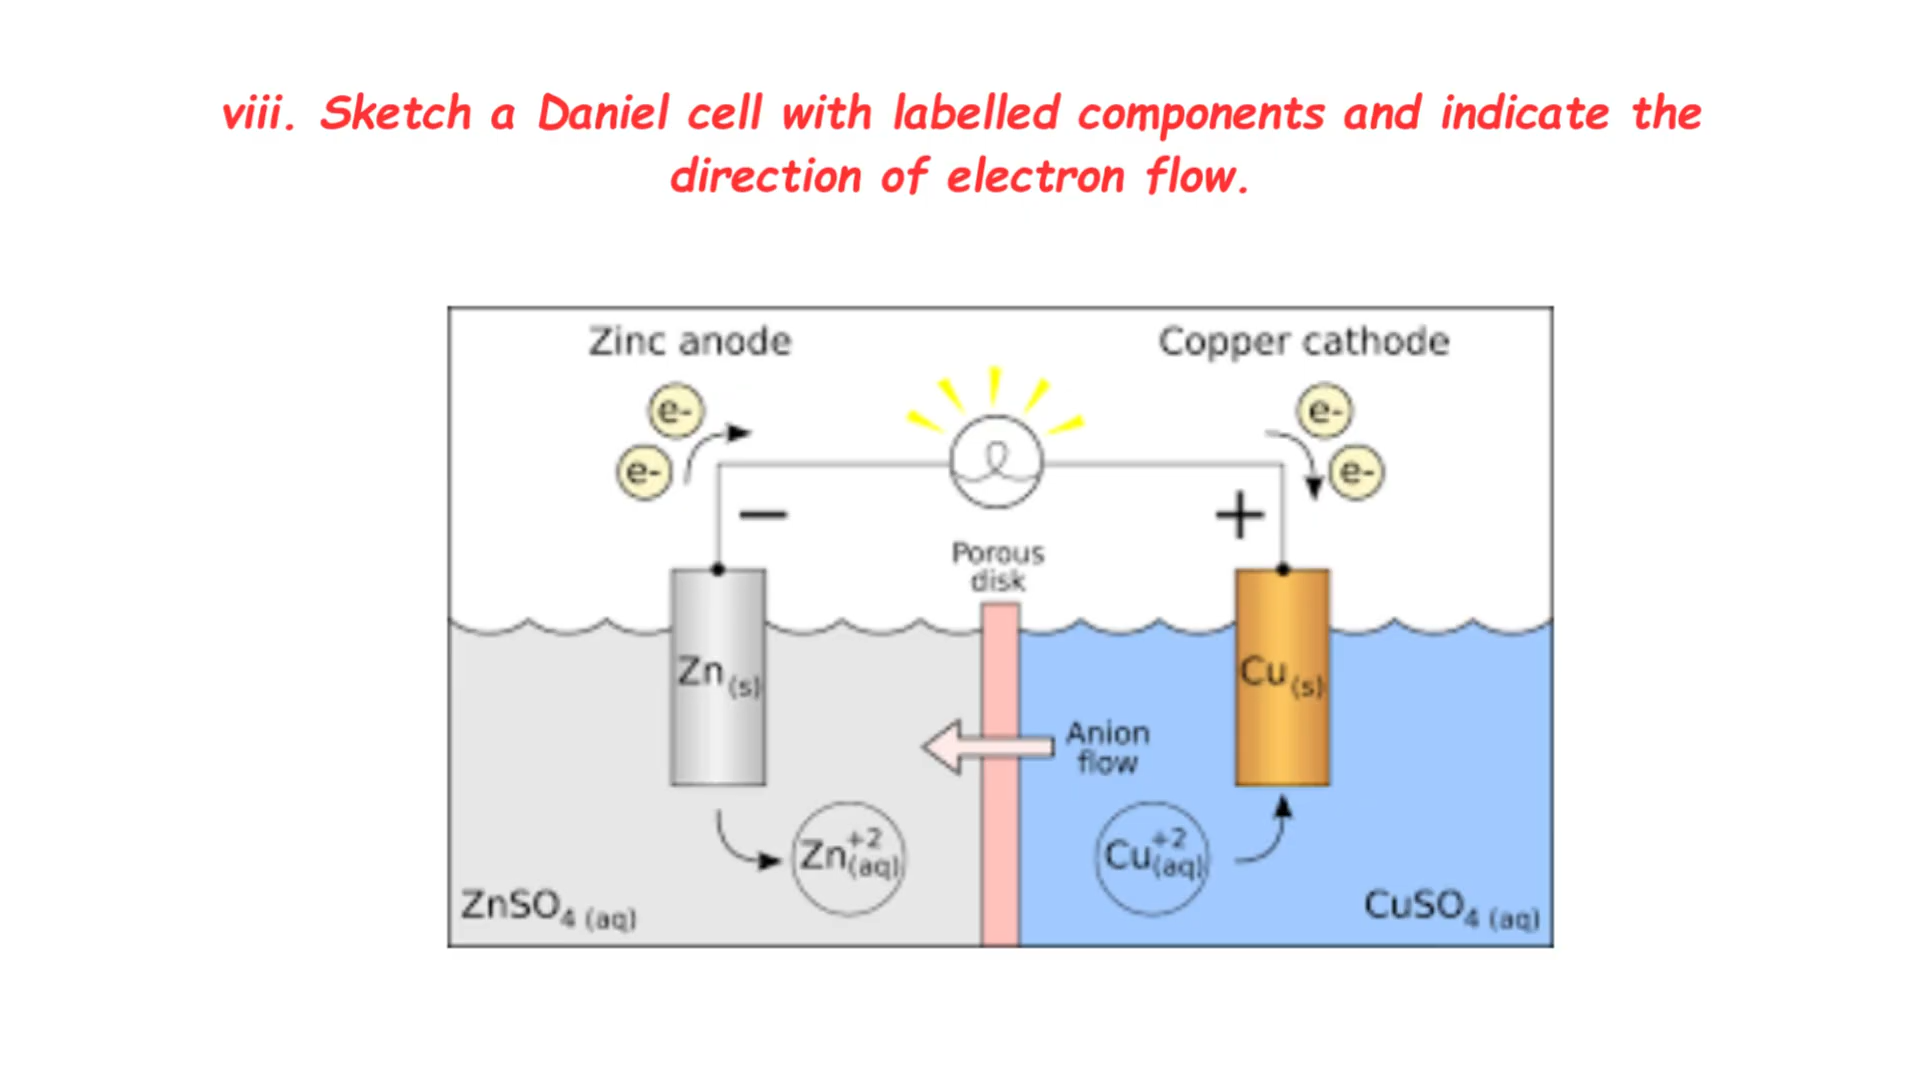 viii. Sketch a Daniel cell with labelled components and indicate the
direction of electron flow.
Zinc anode
Copper cathode
e-
e-
e-
e-
−
+
Porous
disk
Zn(s)
Cu(s)
Anion
flow
Zn+2(aq)
Cu+2(aq)
ZnSO4 (aq)
CuSO4 (aq)